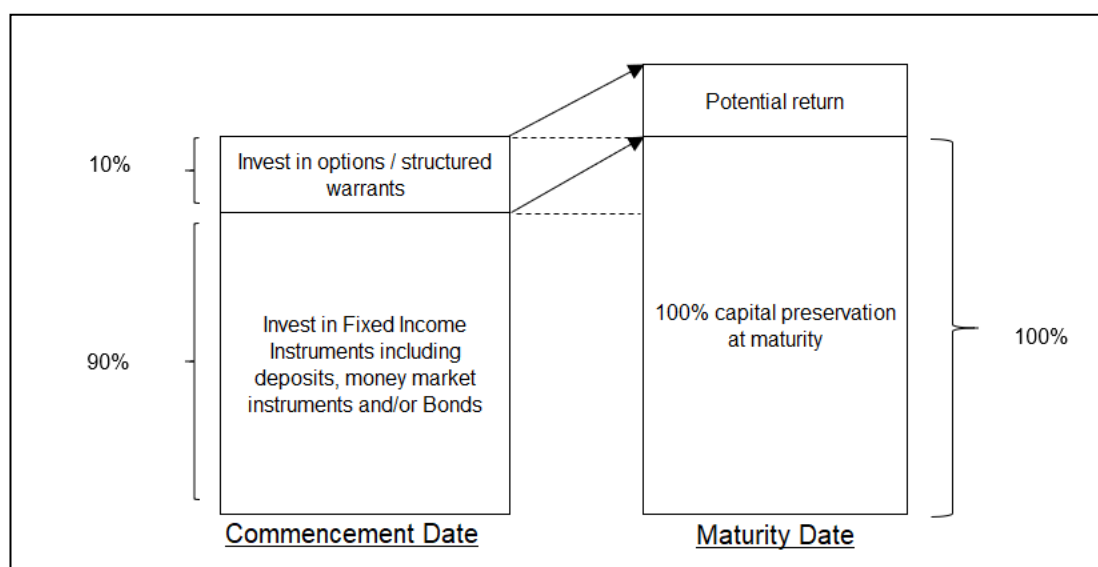 Potential return
10%
Invest in options / structured
warrants
90%
Invest in Fixed Income
Instruments including
deposits, money market
instruments and/or Bonds
100% capital preservation
at maturity
100%
Commencement Date
Maturity Date